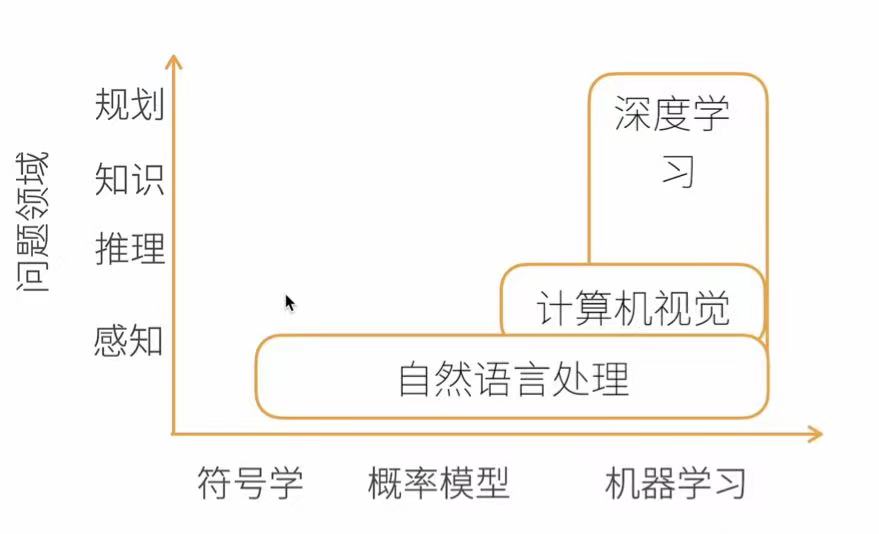 问题领域
规划
知识
推理
感知
深度学
习
计算机视觉
自然语言处理
符号学
概率模型
机器学习